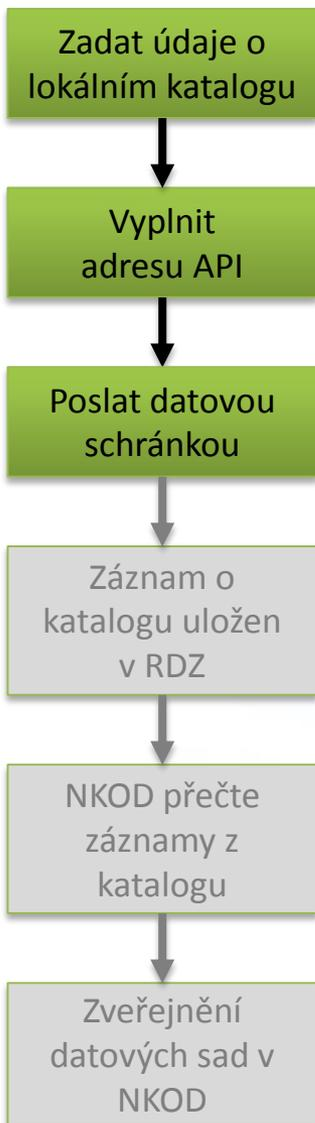 Zadat údaje o
lokálním katalogu
Vyplnit
adresu API
Poslat datovou
schránkou
Záznam o
katalogu uložen
v RDZ
NKOD přečte
záznamy z
katalogu
Zveřejnění
datových sad v
NKOD